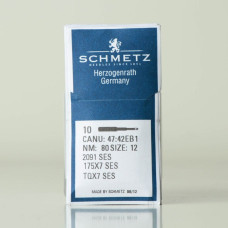 SCHMETZ
NEEDLES SINCE 1851
Herzogenrath
Germany
10
CANU: 47:42EB1
NM: 80 SIZE: 12
2091 SES
175X7 SES
TQX7 SES
MADE BY SCHMETZ